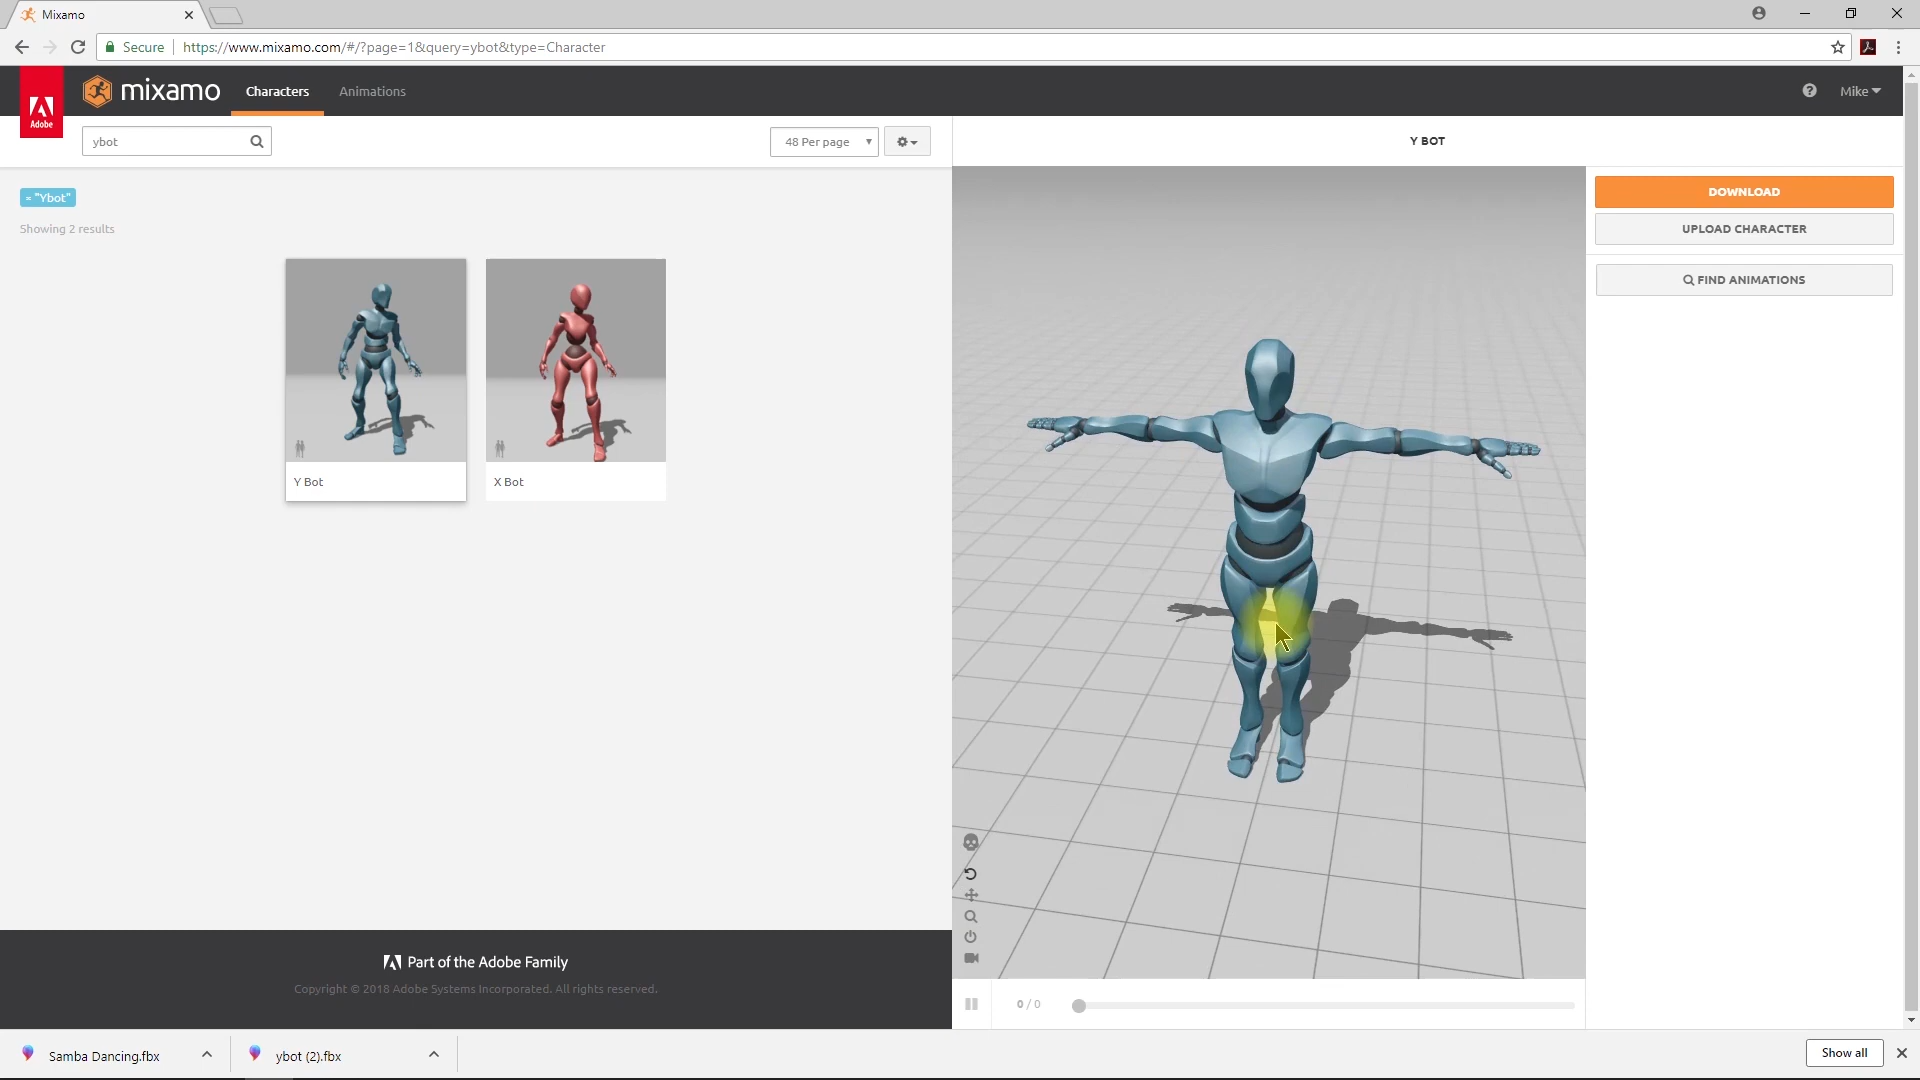 Mixamo
Secure
https://www.mixamo.com/#/?page=1&query=ybot&type=Character
Adobe
mixamo
Characters
Animations
Mike
ybot
48 Per page
Y BOT
× "Ybot"
Showing 2 results
DOWNLOAD
UPLOAD CHARACTER
FIND ANIMATIONS
Y Bot
X Bot
Part of the Adobe Family
Copyright © 2018 Adobe Systems Incorporated. All rights reserved.
0 / 0
Samba Dancing.fbx
ybot (2).fbx
Show all